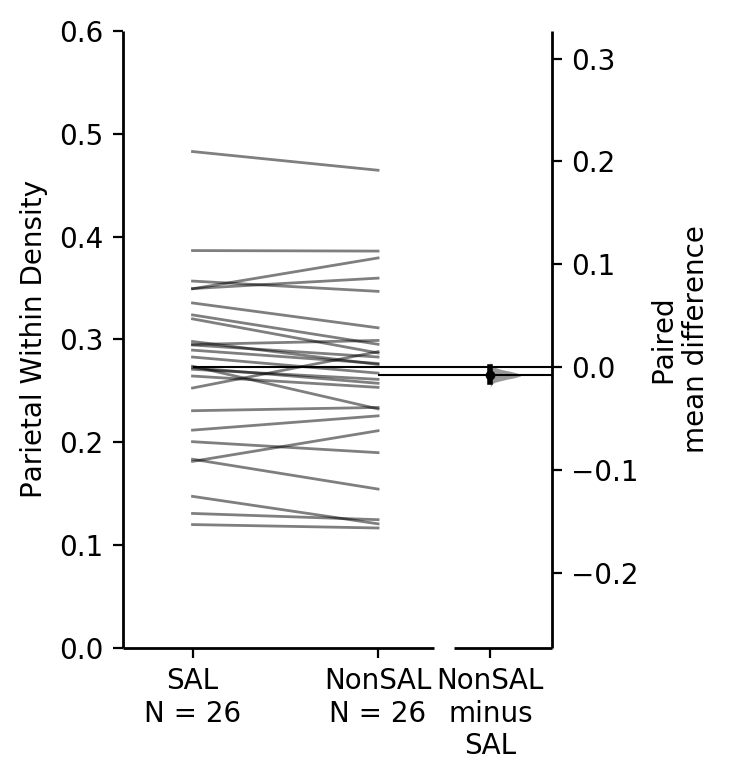 Parietal Within Density
0.6
0.5
0.4
0.3
0.2
0.1
0.0
SAL
N = 26
NonSAL
N = 26
NonSAL
minus
SAL
0.3
0.2
0.1
0.0
−0.1
−0.2
Paired
mean difference